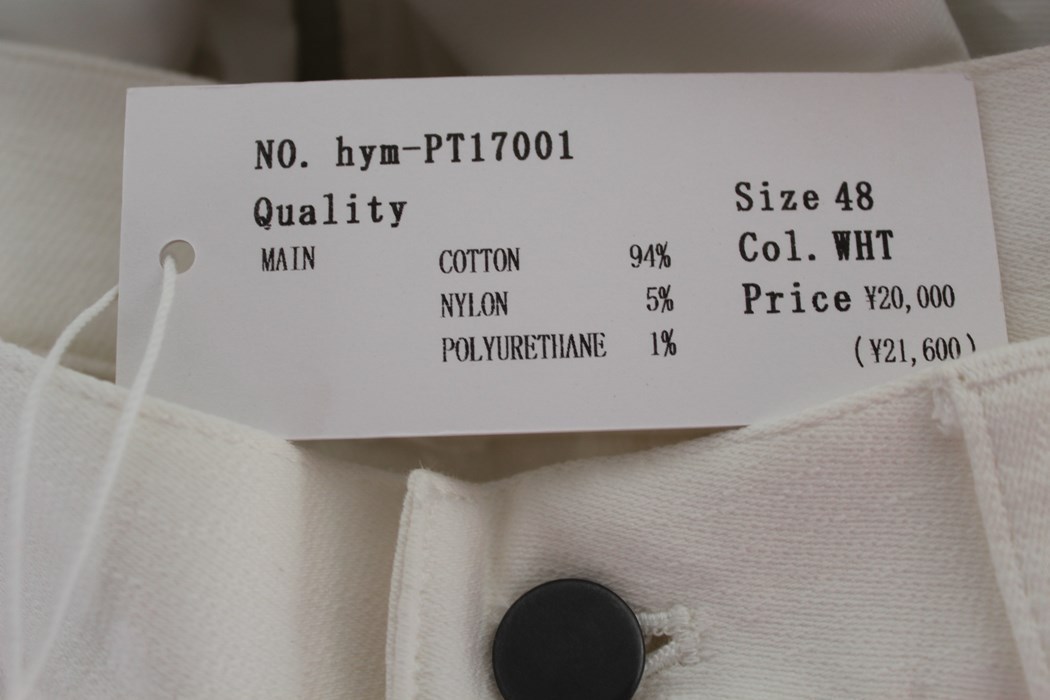 NO. hym-PT17001
Quality
MAIN COTTON 94%
NYLON 5%
POLYURETHANE 1%
Size 48
Col. WHT
Price ¥20,000
(¥21,600)